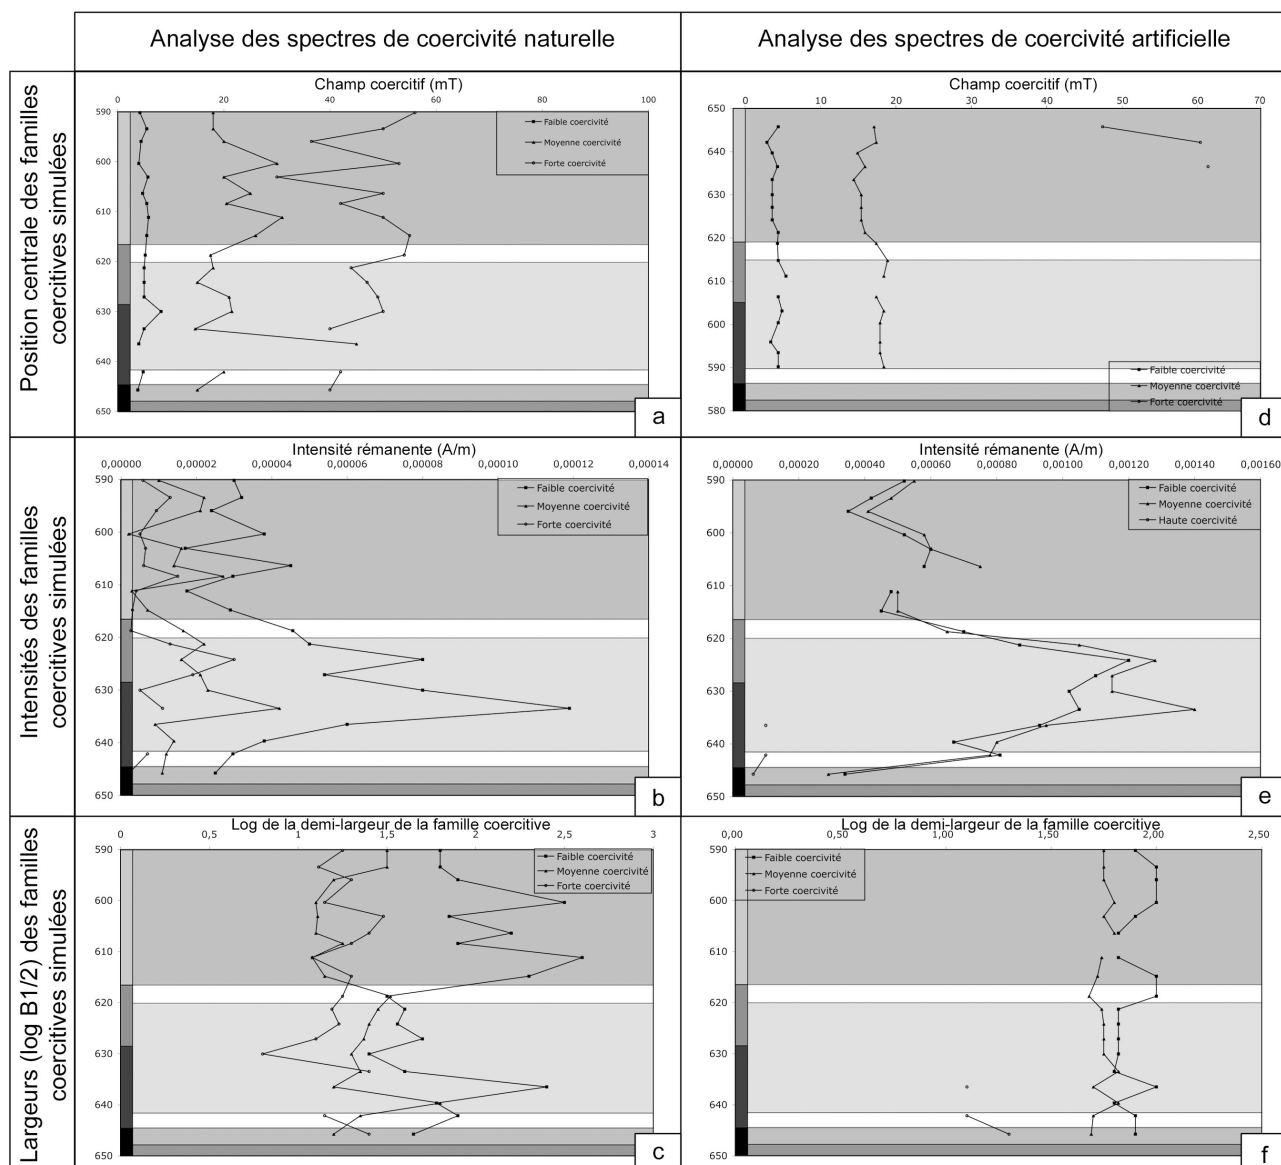 Analyse des spectres de coercivité naturelle
Analyse des spectres de coercivité artificielle
Position centrale des familles
coercitives simulées
Champ coercitif (mT)
0 20 40 60 80 100
590
600
610
620
630
640
650
Faible coercivité
Moyenne coercivité
Forte coercivité
a
Champ coercitif (mT)
0 10 20 30 40 50 60 70
650
640
630
620
610
600
590
580
Faible coercivité
Moyenne coercivité
Forte coercivité
d
Intensités des familles
coercitives simulées
Intensité rémanente (A/m)
0,00000 0,00002 0,00004 0,00006 0,00008 0,00010 0,00012 0,00014
590
600
610
620
630
640
650
Faible coercivité
Moyenne coercivité
Forte coercivité
b
Intensité rémanente (A/m)
0,00000 0,00020 0,00040 0,00060 0,00080 0,00100 0,00120 0,00140 0,00160
590
600
610
620
630
640
650
Faible coercivité
Moyenne coercivité
Haute coercivité
e
Largeurs (log B1/2) des familles
coercitives simulées
Log de la demi-largeur de la famille coercitive
0 0,5 1 1,5 2 2,5 3
590
600
610
620
630
640
650
Faible coercivité
Moyenne coercivité
Forte coercivité
c
Log de la demi-largeur de la famille coercitive
0,00 0,50 1,00 1,50 2,00 2,50
590
600
610
620
630
640
650
Faible coercivité
Moyenne coercivité
Forte coercivité
f